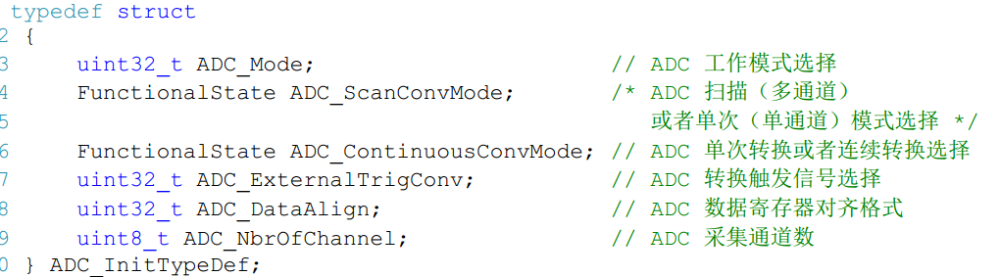 typedef struct
2 {
3 uint32_t ADC_Mode; // ADC 工作模式选择
4 FunctionalState ADC_ScanConvMode; /* ADC 扫描（多通道）
5 或者单次（单通道）模式选择 */
6 FunctionalState ADC_ContinuousConvMode; // ADC 单次转换或者连续转换选择
7 uint32_t ADC_ExternalTrigConv; // ADC 转换触发信号选择
8 uint32_t ADC_DataAlign; // ADC 数据寄存器对齐格式
9 uint8_t ADC_NbrOfChannel; // ADC 采集通道数
0 } ADC_InitTypeDef;